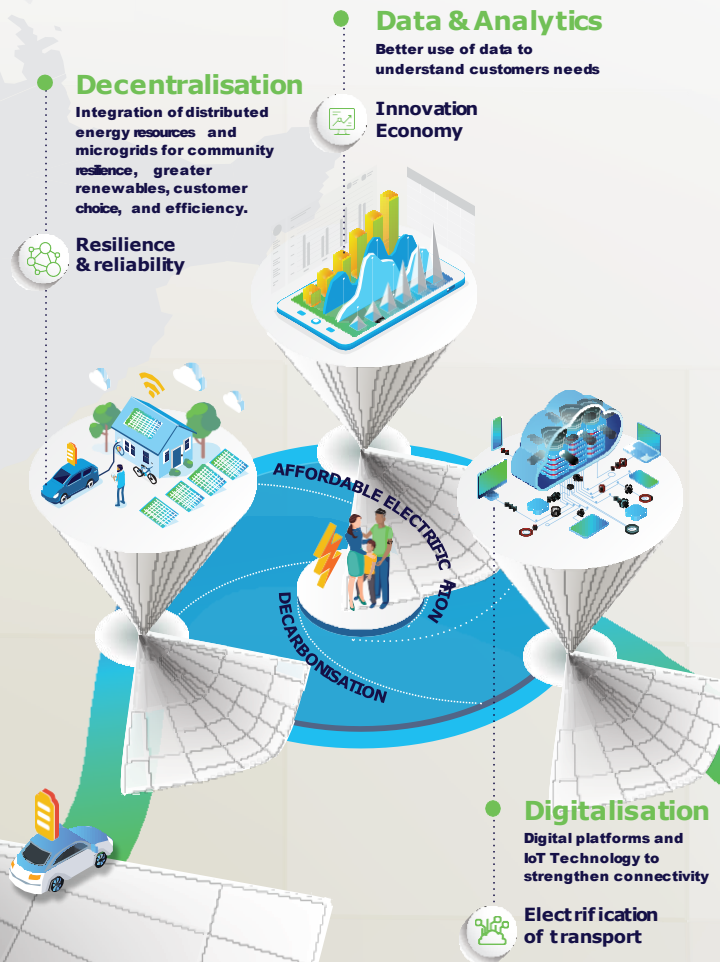 Data & Analytics
Better use of data to
understand customers needs
Innovation
Economy
Decentralisation
Integration of distributed
energy resources and
microgrids for community
resilience, greater
renewables, customer
choice, and efficiency.
Resilience
& reliability
AFFORDABLE ELECTRIFICATION
DECARBONISATION
Digitalisation
Digital platforms and
IoT Technology to
strengthen connectivity
Electrification
of transport